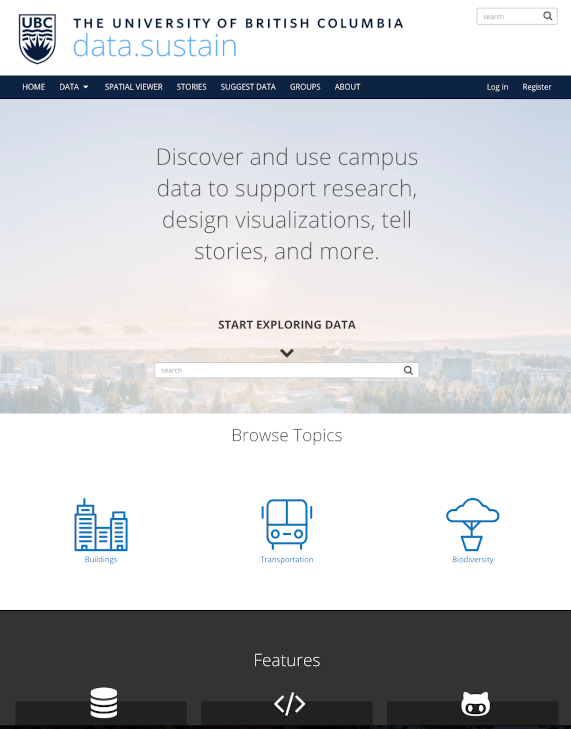 UBC
THE UNIVERSITY OF BRITISH COLUMBIA
data.sustain
search
HOME DATA SPATIAL VIEWER STORIES SUGGEST DATA GROUPS ABOUT Log in Register
Discover and use campus
data to support research,
design visualizations, tell
stories, and more.
START EXPLORING DATA
search
Browse Topics
Buildings Transportation Biodiversity
Features